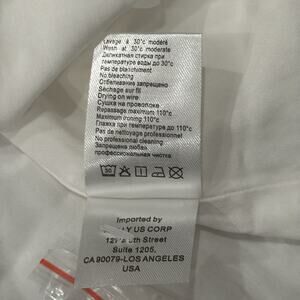 Lavage à 30°c modéré
Wash at 30°c moderate
Деликатная стирка при
температуре воды до 30°с
Pas de blanchiment
No bleaching
Отбеливание запрещено
Séchage sur fil
Drying on wire
Сушка на проволоке
Repassage maximum 110°c
Maximum ironing 110°c
Глажка при температуре до 110°с
Pas de nettoyage professionnel
No professional cleaning
Запрещена любая
профессиональная чистка
30
Imported by
Y US CORP
Street
Suite 1205,
CA 90079-LOS ANGELES
USA